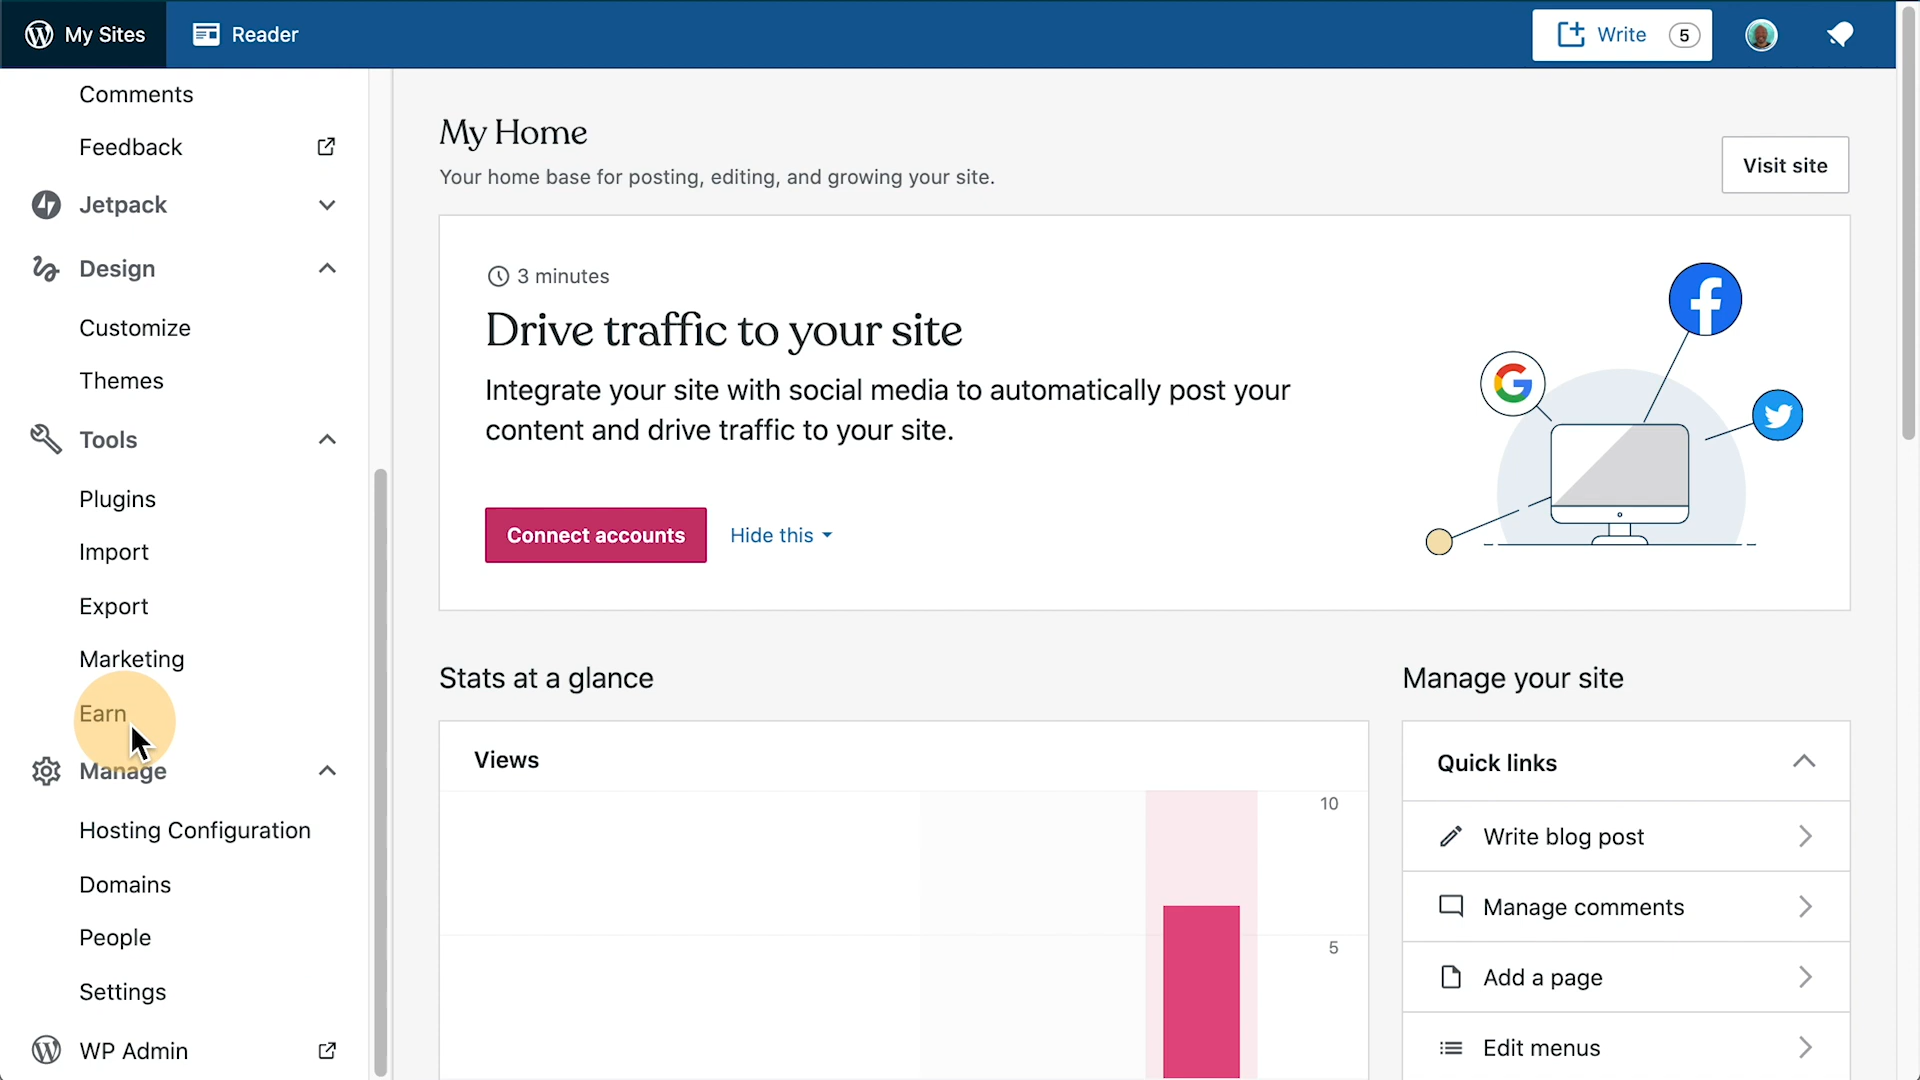 My Sites
Reader
Write 5
Comments
Feedback
Jetpack
Design
Customize
Themes
Tools
Plugins
Import
Export
Marketing
Earn
Manage
Hosting Configuration
Domains
People
Settings
WP Admin
My Home
Your home base for posting, editing, and growing your site.
Visit site
3 minutes
Drive traffic to your site
Integrate your site with social media to automatically post your
content and drive traffic to your site.
Connect accounts
Hide this
Stats at a glance
Views
10
5
Manage your site
Quick links
Write blog post
Manage comments
Add a page
Edit menus